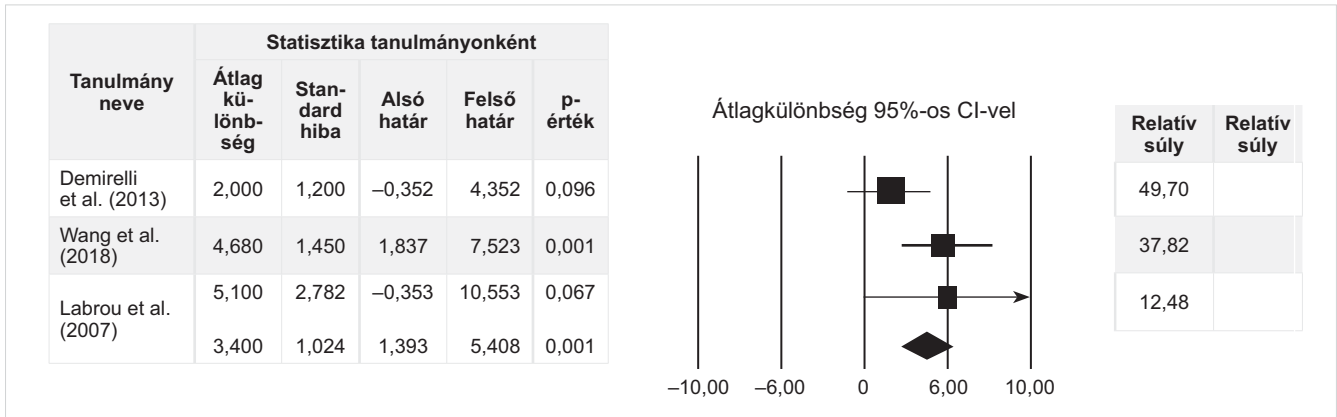 Tanulmány
neve
Statisztika tanulmányonként
Átlag
kü-
lönb-
ség
Stan-
dard
hiba
Alsó
határ
Felső
határ
p-
érték
Demirelli
et al. (2013)
2,000 1,200 –0,352 4,352 0,096
Wang et al.
(2018)
4,680 1,450 1,837 7,523 0,001
Labrou et al.
(2007)
5,100 2,782 –0,353 10,553 0,067
3,400 1,024 1,393 5,408 0,001
Átlagkülönbség 95%-os CI-vel
–10,00 –6,00 0 6,00 10,00
Relatív
súly
Relatív
súly
49,70
37,82
12,48